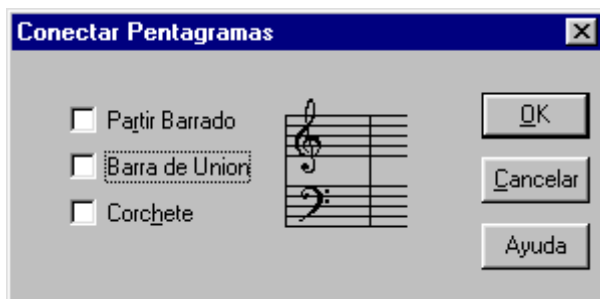 Conectar Pentagramas
Partir Barrado
Barra de Union
Corchete
OK
Cancelar
Ayuda